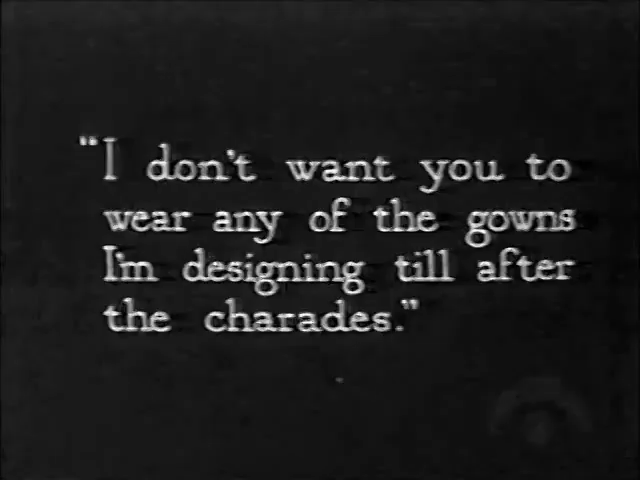 "I don't want you to
wear any of the gowns
I'm designing till after
the charades."